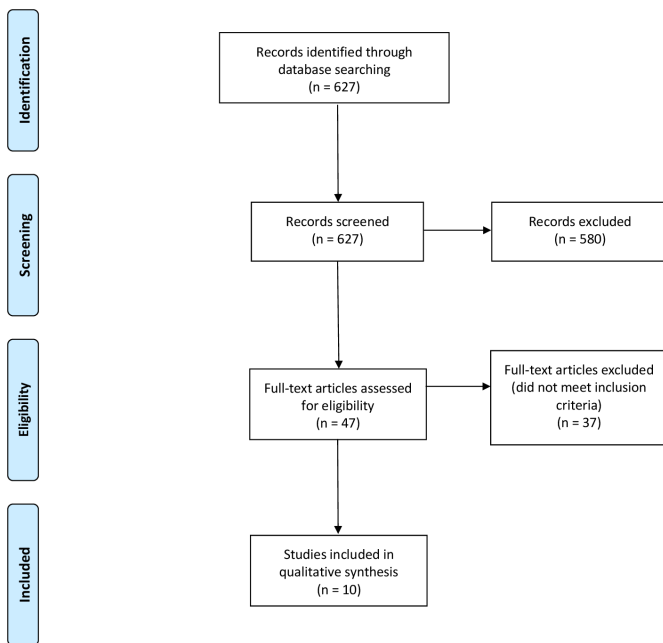 Identification
Records identified through
database searching
(n = 627)
Screening
Records screened
(n = 627)
Records excluded
(n = 580)
Eligibility
Full-text articles assessed
for eligibility
(n = 47)
Full-text articles excluded
(did not meet inclusion
criteria)
(n = 37)
Included
Studies included in
qualitative synthesis
(n = 10)